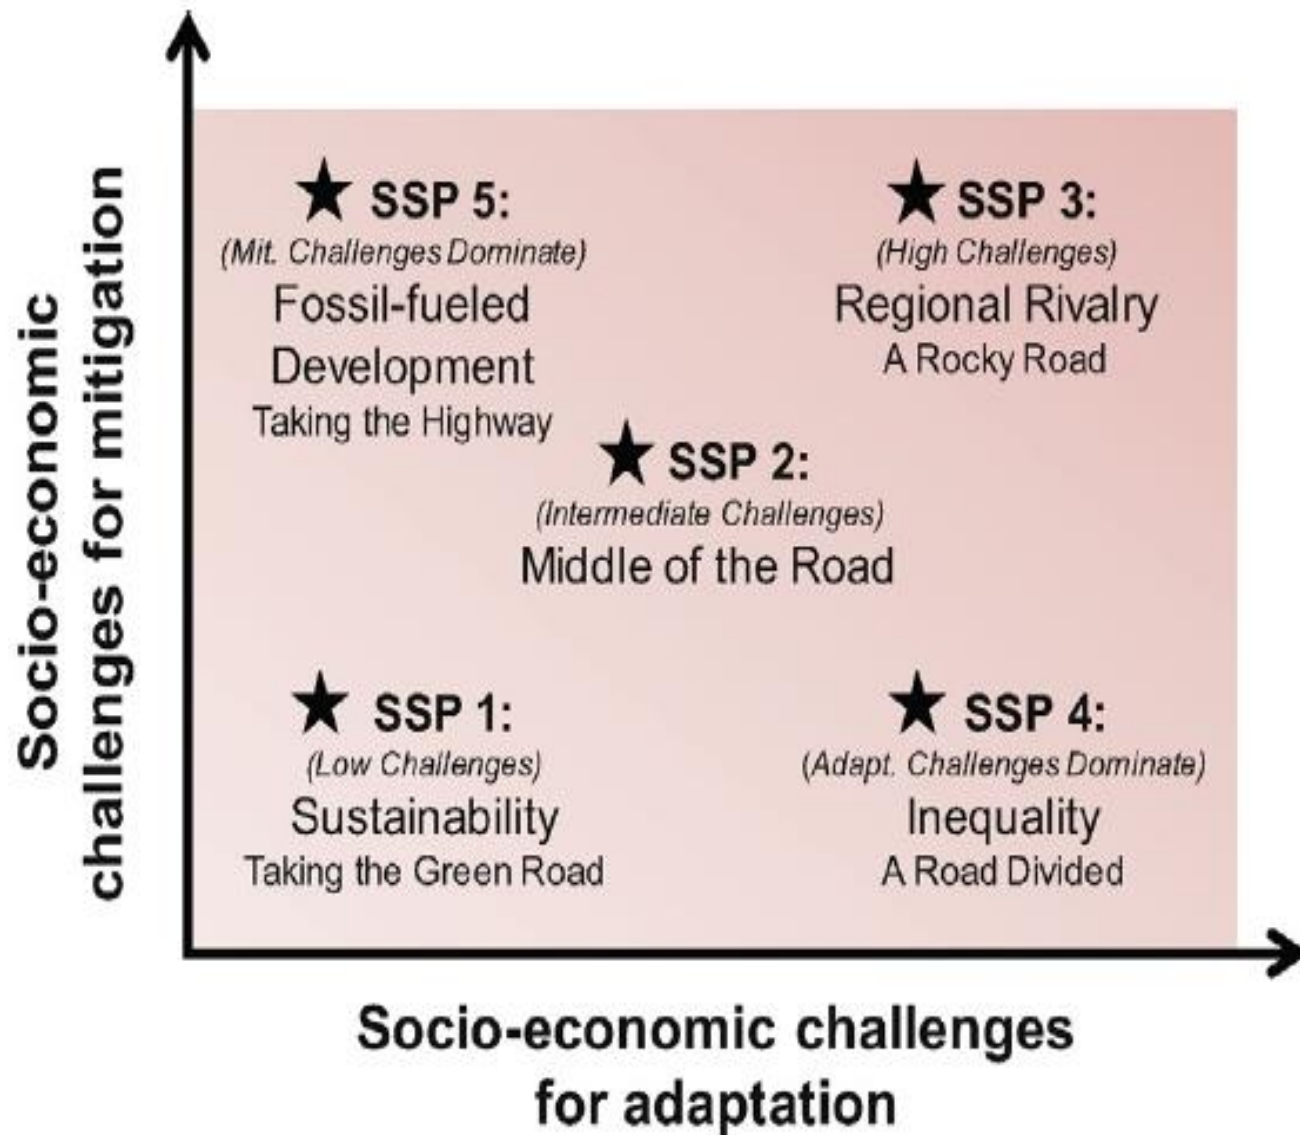 Socio-economic
challenges for mitigation
SSP 5:
(Mit. Challenges Dominate)
Fossil-fueled
Development
Taking the Highway
SSP 3:
(High Challenges)
Regional Rivalry
A Rocky Road
SSP 2:
(Intermediate Challenges)
Middle of the Road
SSP 1:
(Low Challenges)
Sustainability
Taking the Green Road
SSP 4:
(Adapt. Challenges Dominate)
Inequality
A Road Divided
Socio-economic challenges
for adaptation